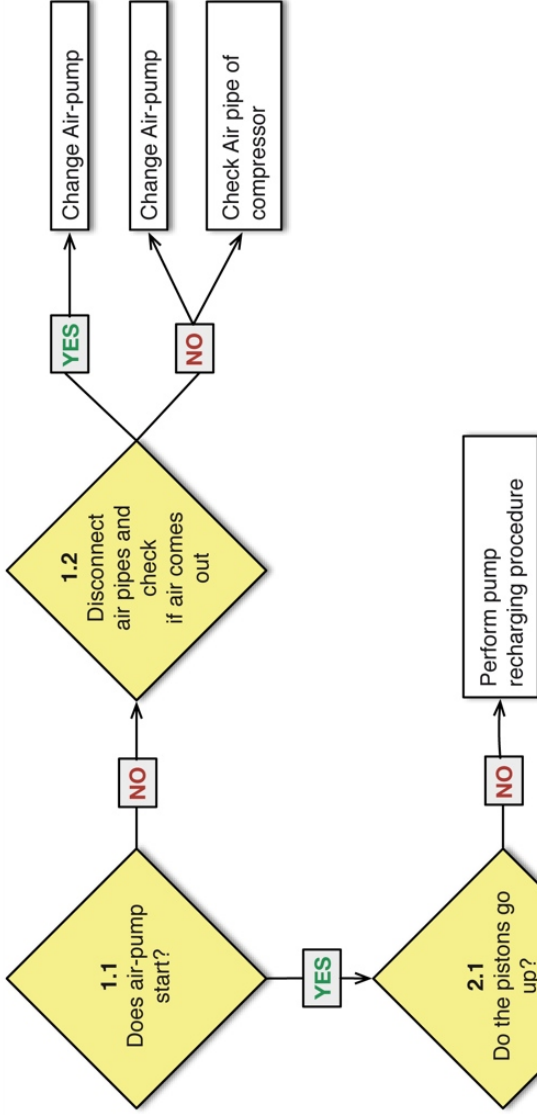 1.1
Does air-pump
start?
NO
1.2
Disconnect
air pipes and
check
if air comes
out
YES
Change Air-pump
NO
Change Air-pump
Check Air pipe of
compressor
YES
2.1
Do the pistons go
up?
NO
Perform pump
recharging procedure